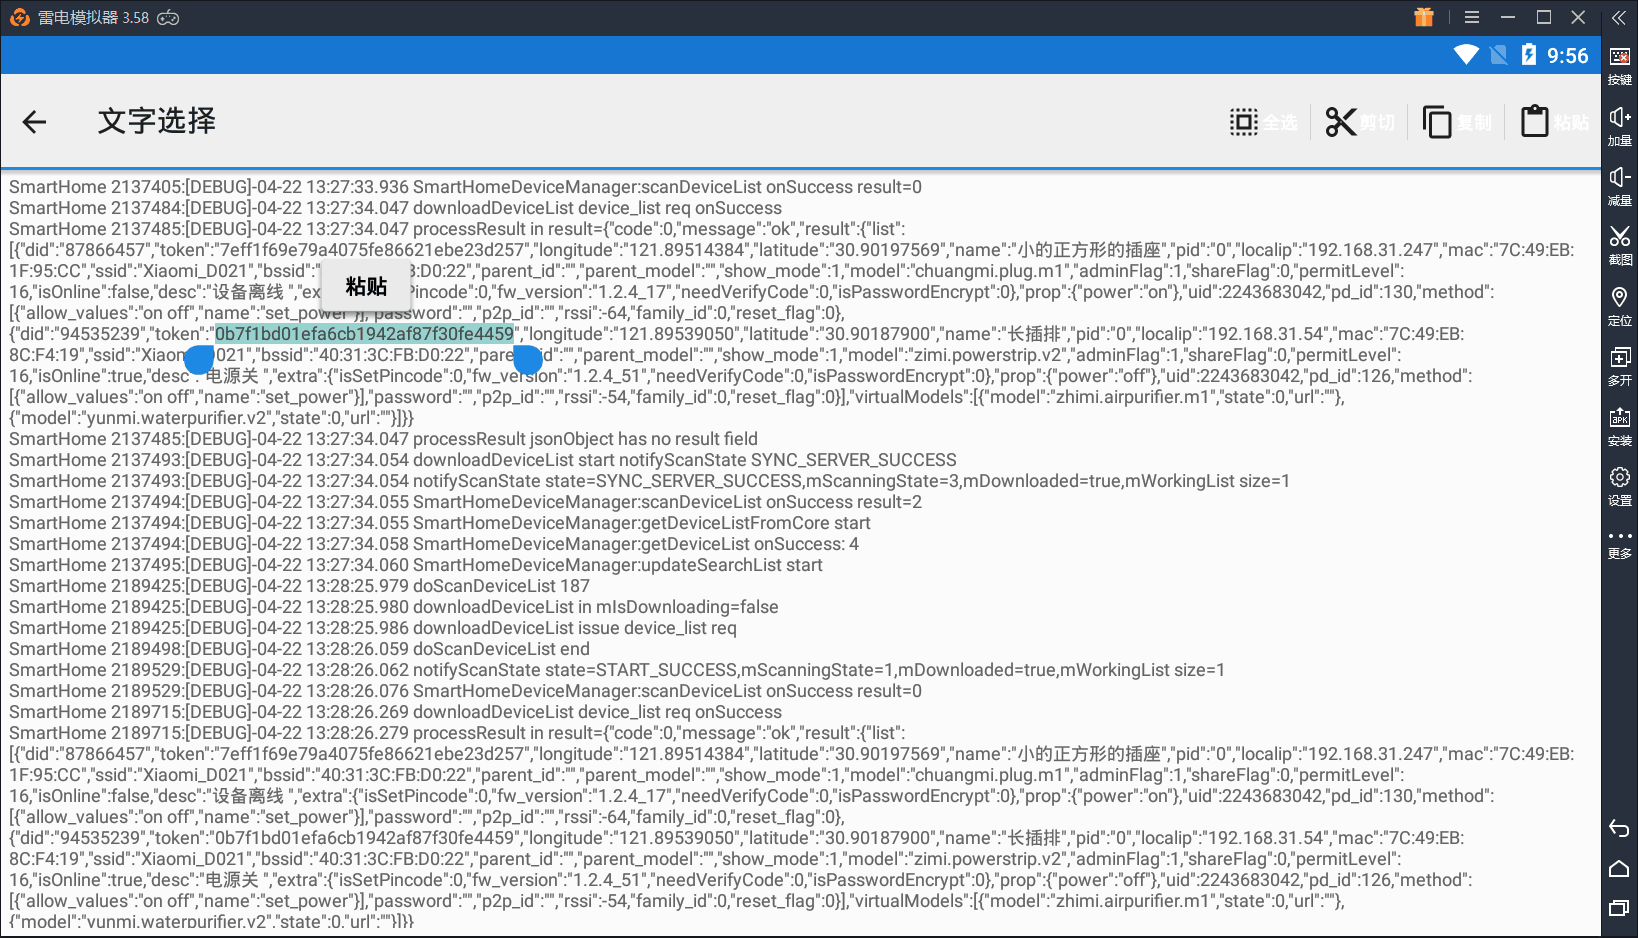 雷电模拟器 3.58
9:56
文字选择
全选
剪切
复制
粘贴
SmartHome 2137405:[DEBUG]-04-22 13:27:33.936 SmartHomeDeviceManager:scanDeviceList onSuccess result=0
SmartHome 2137484:[DEBUG]-04-22 13:27:34.047 downloadDeviceList device_list req onSuccess
SmartHome 2137485:[DEBUG]-04-22 13:27:34.047 processResult in result={"code":0,"message":"ok","result":{"list":
[{"did":"87866457","token":"7eff1f69e79a4075fe86621ebe23d257","longitude":"121.89514384","latitude":"30.90197569","name":"小的正方形的插座","pid":"0","localip":"192.168.31.247","mac":"7C:49:EB:
1F:95:CC","ssid":"Xiaomi_D021","bssid":"40:31:3C:FB:D0:22","parent_id":"","parent_model":"","show_mode":1,"model":"chuangmi.plug.m1","adminFlag":1,"shareFlag":0,"permitLevel":
粘贴
16,"isOnline":false,"desc":"设备离线 ","ex Pincode":0,"fw_version":"1.2.4_17","needVerifyCode":0,"isPasswordEncrypt":0},"prop":{"power":"on"},"uid":2243683042,"pd_id":130,"method":
[{"allow_values":"on off","name":"set_power"}],"password":"","p2p_id":"","rssi":-64,"family_id":0,"reset_flag":0},
{"did":"94535239","token":"0b7f1bd01efa6cb1942af87f30fe4459","longitude":"121.89539050","latitude":"30.90187900","name":"长插排","pid":"0","localip":"192.168.31.54","mac":"7C:49:EB:
8C:F4:19","ssid":"Xiaom D021","bssid":"40:31:3C:FB:D0:22","pare id":"","parent_model":"","show_mode":1,"model":"zimi.powerstrip.v2","adminFlag":1,"shareFlag":0,"permitLevel":
16,"isOnline":true,"desc":"电源关 ","extra":{"isSetPincode":0,"fw_version":"1.2.4_51","needVerifyCode":0,"isPasswordEncrypt":0},"prop":{"power":"off"},"uid":2243683042,"pd_id":126,"method":
[{"allow_values":"on off","name":"set_power"}],"password":"","p2p_id":"","rssi":-54,"family_id":0,"reset_flag":0}],"virtualModels":[{"model":"zhimi.airpurifier.m1","state":0,"url":""},
{"model":"yunmi.waterpurifier.v2","state":0,"url":""}]}}
SmartHome 2137485:[DEBUG]-04-22 13:27:34.047 processResult jsonObject has no result field
SmartHome 2137493:[DEBUG]-04-22 13:27:34.054 downloadDeviceList start notifyScanState SYNC_SERVER_SUCCESS
SmartHome 2137493:[DEBUG]-04-22 13:27:34.054 notifyScanState state=SYNC_SERVER_SUCCESS,mScanningState=3,mDownloaded=true,mWorkingList size=1
SmartHome 2137494:[DEBUG]-04-22 13:27:34.055 SmartHomeDeviceManager:scanDeviceList onSuccess result=2
SmartHome 2137494:[DEBUG]-04-22 13:27:34.055 SmartHomeDeviceManager:getDeviceListFromCore start
SmartHome 2137494:[DEBUG]-04-22 13:27:34.058 SmartHomeDeviceManager:getDeviceList onSuccess: 4
SmartHome 2137495:[DEBUG]-04-22 13:27:34.060 SmartHomeDeviceManager:updateSearchList start
SmartHome 2189425:[DEBUG]-04-22 13:28:25.979 doScanDeviceList 187
SmartHome 2189425:[DEBUG]-04-22 13:28:25.980 downloadDeviceList in mIsDownloading=false
SmartHome 2189425:[DEBUG]-04-22 13:28:25.986 downloadDeviceList issue device_list req
SmartHome 2189498:[DEBUG]-04-22 13:28:26.059 doScanDeviceList end
SmartHome 2189529:[DEBUG]-04-22 13:28:26.062 notifyScanState state=START_SUCCESS,mScanningState=1,mDownloaded=true,mWorkingList size=1
SmartHome 2189529:[DEBUG]-04-22 13:28:26.076 SmartHomeDeviceManager:scanDeviceList onSuccess result=0
SmartHome 2189715:[DEBUG]-04-22 13:28:26.269 downloadDeviceList device_list req onSuccess
SmartHome 2189715:[DEBUG]-04-22 13:28:26.279 processResult in result={"code":0,"message":"ok","result":{"list":
[{"did":"87866457","token":"7eff1f69e79a4075fe86621ebe23d257","longitude":"121.89514384","latitude":"30.90197569","name":"小的正方形的插座","pid":"0","localip":"192.168.31.247","mac":"7C:49:EB:
1F:95:CC","ssid":"Xiaomi_D021","bssid":"40:31:3C:FB:D0:22","parent_id":"","parent_model":"","show_mode":1,"model":"chuangmi.plug.m1","adminFlag":1,"shareFlag":0,"permitLevel":
16,"isOnline":false,"desc":"设备离线 ","extra":{"isSetPincode":0,"fw_version":"1.2.4_17","needVerifyCode":0,"isPasswordEncrypt":0},"prop":{"power":"on"},"uid":2243683042,"pd_id":130,"method":
[{"allow_values":"on off","name":"set_power"}],"password":"","p2p_id":"","rssi":-64,"family_id":0,"reset_flag":0},
{"did":"94535239","token":"0b7f1bd01efa6cb1942af87f30fe4459","longitude":"121.89539050","latitude":"30.90187900","name":"长插排","pid":"0","localip":"192.168.31.54","mac":"7C:49:EB:
8C:F4:19","ssid":"Xiaomi_D021","bssid":"40:31:3C:FB:D0:22","parent_id":"","parent_model":"","show_mode":1,"model":"zimi.powerstrip.v2","adminFlag":1,"shareFlag":0,"permitLevel":
16,"isOnline":true,"desc":"电源关 ","extra":{"isSetPincode":0,"fw_version":"1.2.4_51","needVerifyCode":0,"isPasswordEncrypt":0},"prop":{"power":"off"},"uid":2243683042,"pd_id":126,"method":
[{"allow_values":"on off","name":"set_power"}],"password":"","p2p_id":"","rssi":-54,"family_id":0,"reset_flag":0}],"virtualModels":[{"model":"zhimi.airpurifier.m1","state":0,"url":""},
{"model":"yunmi.waterpurifier.v2","state":0,"url":""}]}}
按键
加量
减量
截图
定位
多开
APK
安装
设置
更多